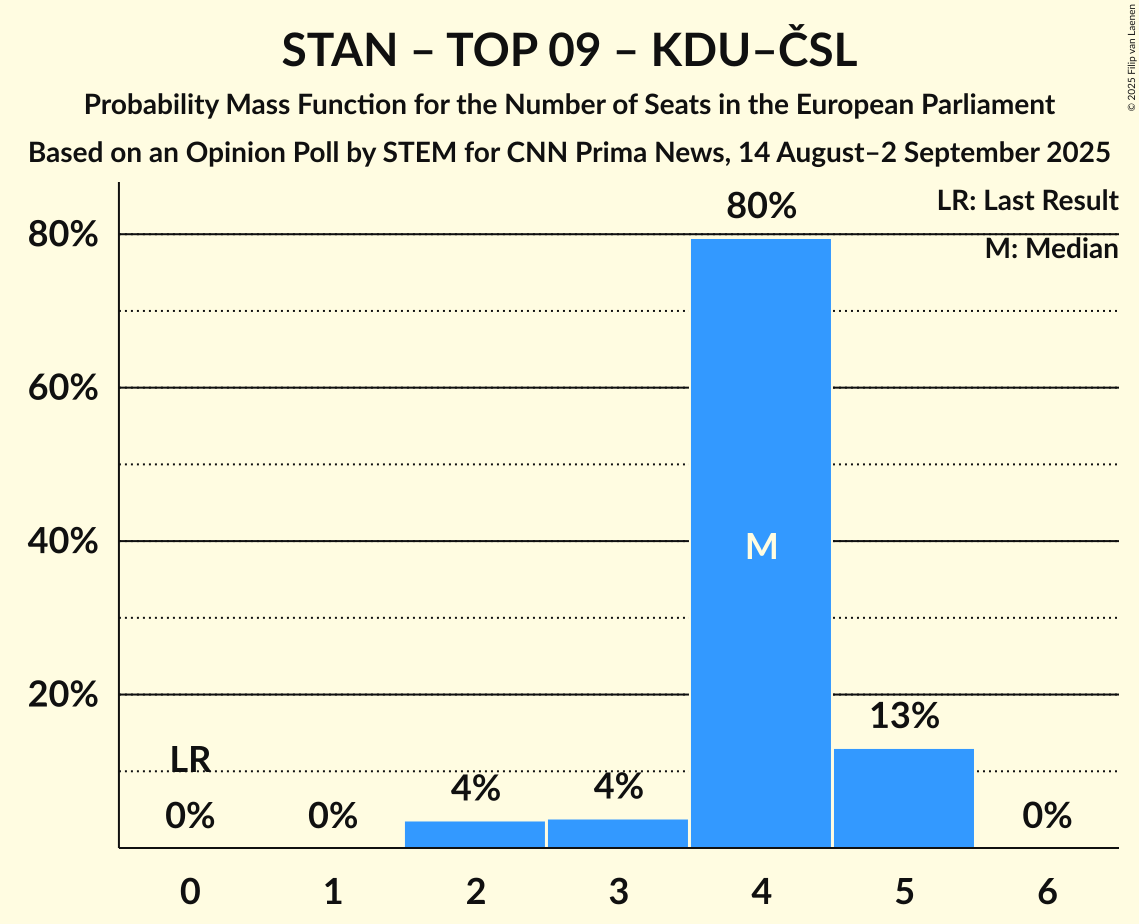 STAN – TOP 09 – KDU–ČSL
Probability Mass Function for the Number of Seats in the European Parliament
Based on an Opinion Poll by STEM for CNN Prima News, 14 August–2 September 2025
© 2025 Filip van Laenen
LR: Last Result
M: Median
80%
60%
40%
20%
LR
0%
0%
4%
4%
80%
M
13%
0%
0
1
2
3
4
5
6